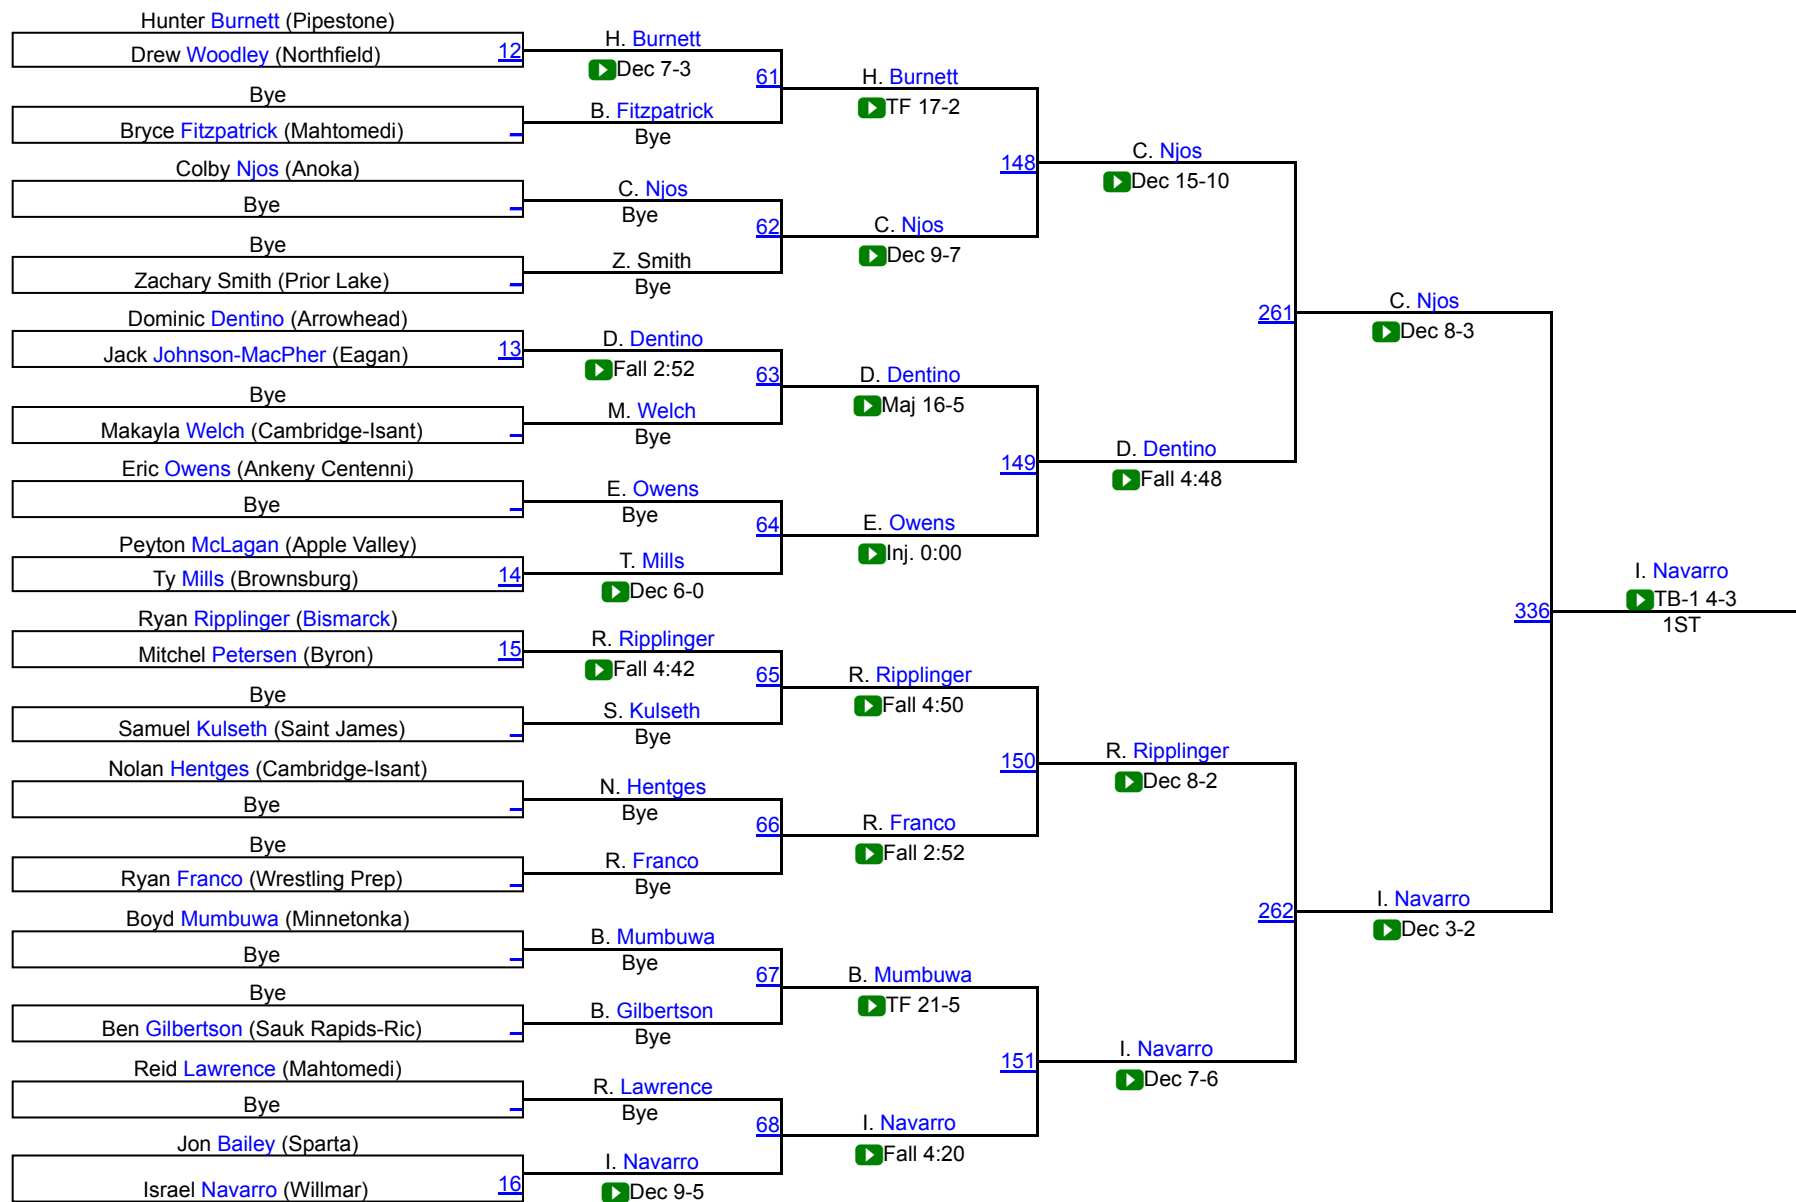 Hunter Burnett (Pipestone)
Drew Woodley (Northfield) 12
Bye
Bryce Fitzpatrick (Mahtomedi)
Colby Njos (Anoka)
Bye
Bye
Zachary Smith (Prior Lake)
Dominic Dentino (Arrowhead)
Jack Johnson-MacPher (Eagan) 13
Bye
Makayla Welch (Cambridge-Isant)
Eric Owens (Ankeny Centenni)
Bye
Peyton McLagan (Apple Valley)
Ty Mills (Brownsburg) 14
Ryan Ripplinger (Bismarck)
Mitchel Petersen (Byron) 15
Bye
Samuel Kulseth (Saint James)
Nolan Hentges (Cambridge-Isant)
Bye
Bye
Ryan Franco (Wrestling Prep)
Boyd Mumbuwa (Minnetonka)
Bye
Bye
Ben Gilbertson (Sauk Rapids-Ric)
Reid Lawrence (Mahtomedi)
Bye
Jon Bailey (Sparta)
Israel Navarro (Willmar) 16
H. Burnett
Dec 7-3
61
B. Fitzpatrick
Bye
C. Njos
Bye
62
Z. Smith
Bye
D. Dentino
Fall 2:52
63
M. Welch
Bye
E. Owens
Bye
64
T. Mills
Dec 6-0
R. Ripplinger
Fall 4:42
65
S. Kulseth
Bye
N. Hentges
Bye
66
R. Franco
Bye
B. Mumbuwa
Bye
67
B. Gilbertson
Bye
R. Lawrence
Bye
68
I. Navarro
Dec 9-5
H. Burnett
TF 17-2
148
C. Njos
Dec 9-7
D. Dentino
Maj 16-5
149
E. Owens
Inj. 0:00
R. Ripplinger
Fall 4:50
150
R. Franco
Fall 2:52
B. Mumbuwa
TF 21-5
151
I. Navarro
Fall 4:20
C. Njos
Dec 15-10
261
D. Dentino
Fall 4:48
R. Ripplinger
Dec 8-2
262
I. Navarro
Dec 7-6
C. Njos
Dec 8-3
336
I. Navarro
Dec 3-2
I. Navarro
TB-1 4-3
1ST